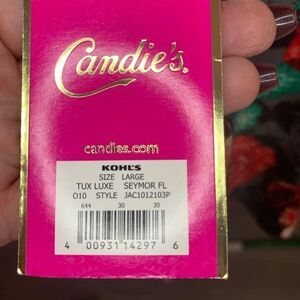 Candie's.
candies.com
KOHL'S
SIZE LARGE
TUX LUXE SEYMOR FL
O10 STYLE JAC1012103P
644 30 30
4 00931 14297 6